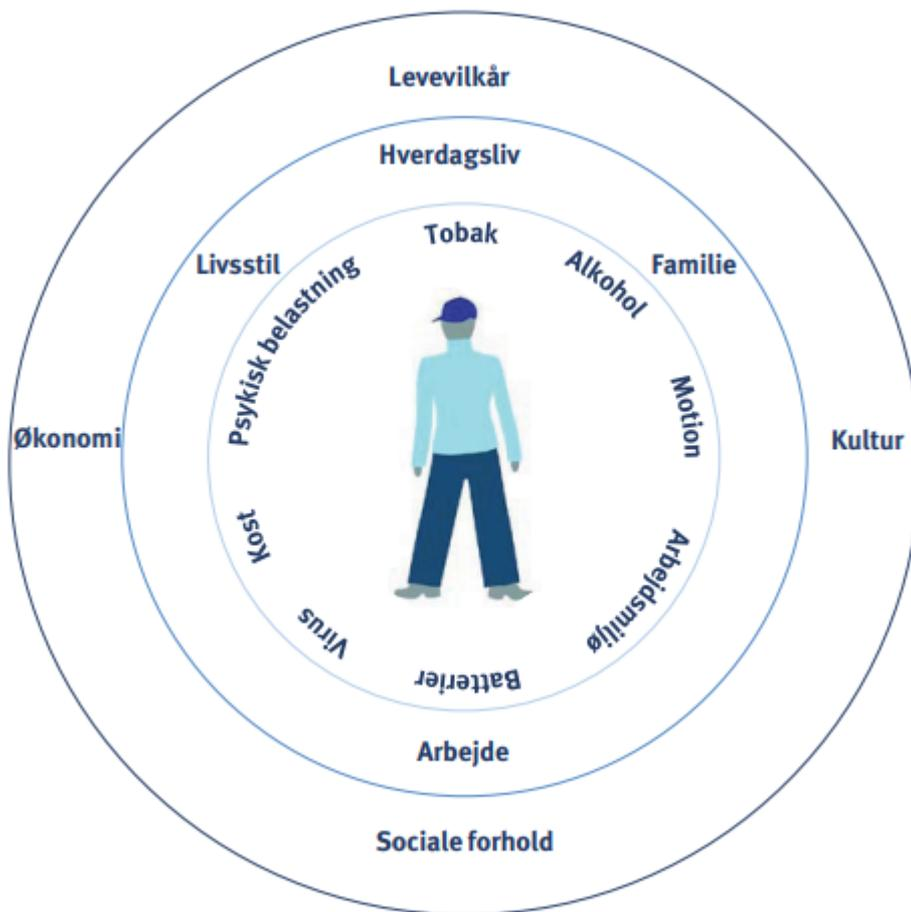 Levevilkår
Hverdagsliv
Tobak
Livsstil
Psykisk belastning
Alkohol
Familie
Motion
Økonomi
Kultur
Kost
Arbejdsmiljø
Virus
Batterier
Arbejde
Sociale forhold